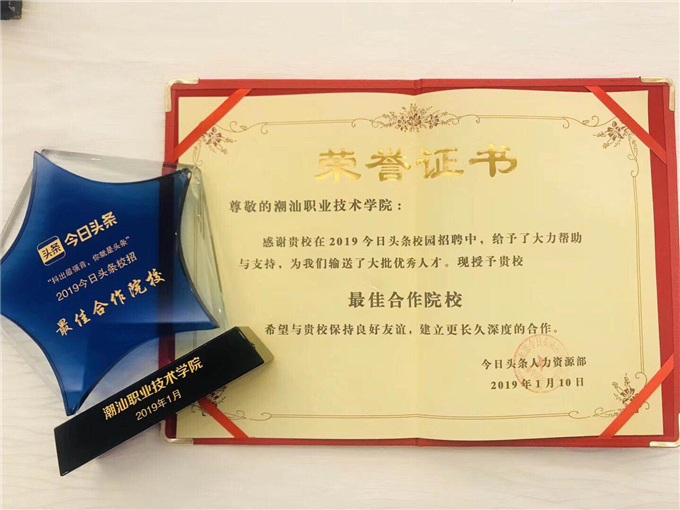 头条 今日头条
“抖出最强音，你就是头条”
2019今日头条校招
最佳合作院校
潮汕职业技术学院
2019年1月
荣誉证书
尊敬的潮汕职业技术学院：
感谢贵校在2019今日头条校园招聘中，给予了大力帮助
与支持，为我们输送了大批优秀人才。现授予贵校
最佳合作院校
希望与贵校保持良好友谊，建立更长久深度的合作。
今日头条人力资源部
2019年1月10日